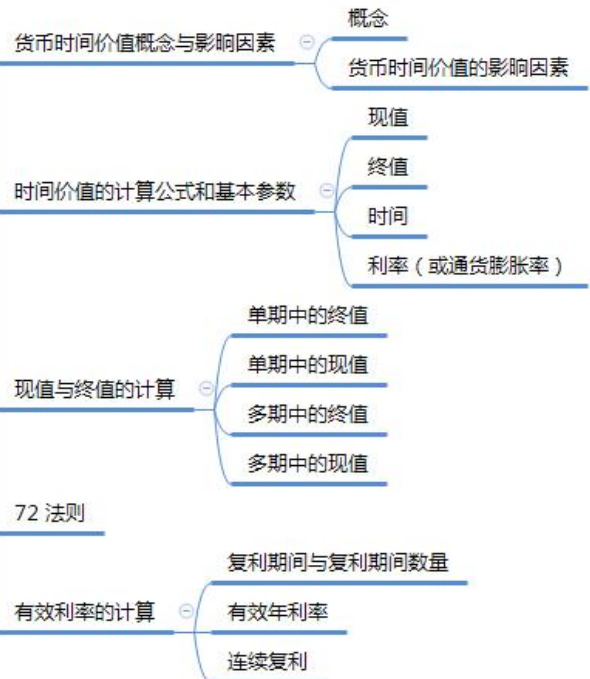 货币时间价值概念与影响因素
概念
货币时间价值的影响因素
时间价值的计算公式和基本参数
现值
终值
时间
利率（或通货膨胀率）
现值与终值的计算
单期中的终值
单期中的现值
多期中的终值
多期中的现值
72 法则
有效利率的计算
复利期间与复利期间数量
有效年利率
连续复利